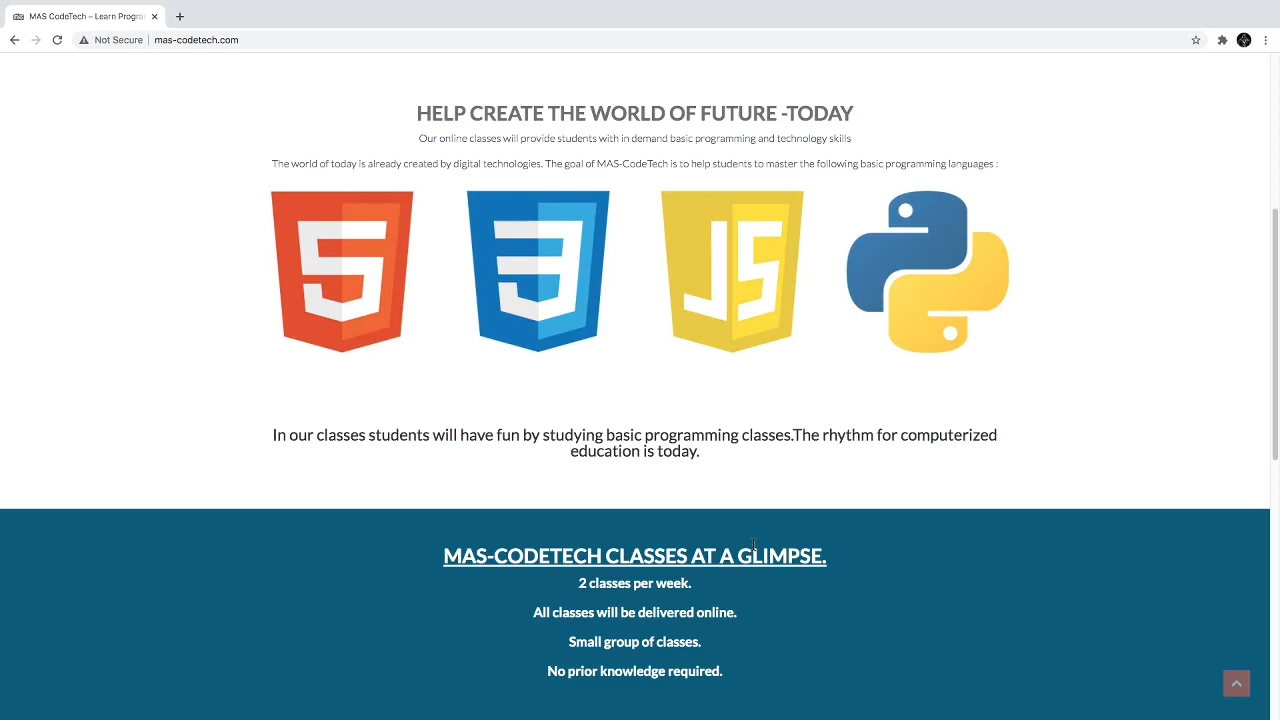 MAS CodeTech – Learn Progra
Not Secure
mas-codetech.com
HELP CREATE THE WORLD OF FUTURE -TODAY
Our online classes will provide students with in demand basic programming and technology skills
The world of today is already created by digital technologies. The goal of MAS-CodeTech is to help students to master the following basic programming languages :
5
3
JS
In our classes students will have fun by studying basic programming classes.The rhythm for computerized
education is today.
MAS-CODETECH CLASSES AT A GLIMPSE.
2 classes per week.
All classes will be delivered online.
Small group of classes.
No prior knowledge required.